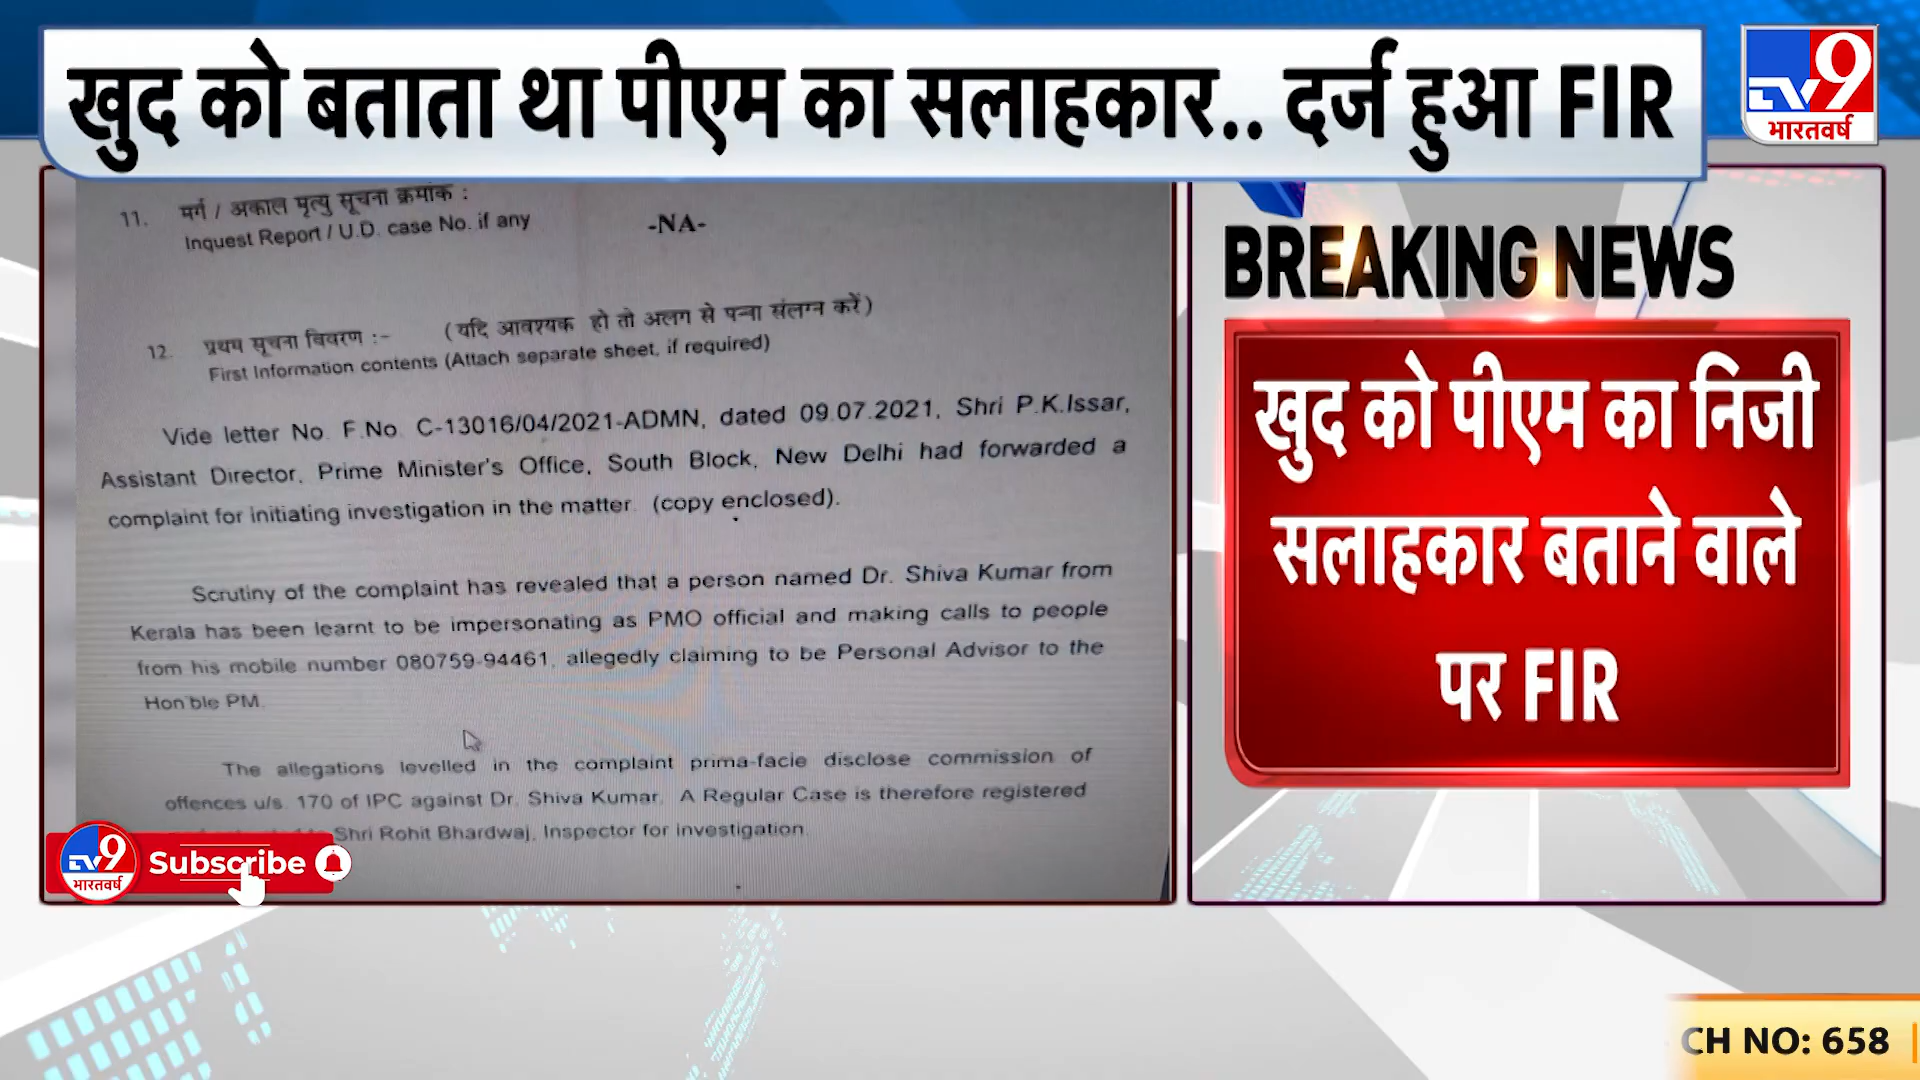 खुद को बताता था पीएम का सलाहकार.. दर्ज हुआ FIR
TV9
भारतवर्ष
11. मर्ग / अकाल मृत्यु सूचना क्रमांक :
Inquest Report / U.D. case No. if any
-NA-
12. प्रथम सूचना विवरण :- (यदि आवश्यक हो तो अलग से पन्ना संलग्न करें)
First Information contents (Attach separate sheet, if required)
Vide letter No. F.No. C-13016/04/2021-ADMN, dated 09.07.2021, Shri P.K.Issar,
Assistant Director, Prime Minister's Office, South Block, New Delhi had forwarded a
complaint for initiating investigation in the matter. (copy enclosed).
Scrutiny of the complaint has revealed that a person named Dr. Shiva Kumar from
Kerala has been learnt to be impersonating as PMO official and making calls to people
from his mobile number 080759-94461, allegedly claiming to be Personal Advisor to the
Hon'ble PM.
The allegations levelled in the complaint prima-facie disclose commission of
offences u/s. 170 of IPC against Dr. Shiva Kumar. A Regular Case is therefore registered
Shri Rohit Bhardwaj, Inspector for investigation.
TV9
भारतवर्ष
Subscribe
BREAKING NEWS
खुद को पीएम का निजी
सलाहकार बताने वाले
पर FIR
CH NO: 658